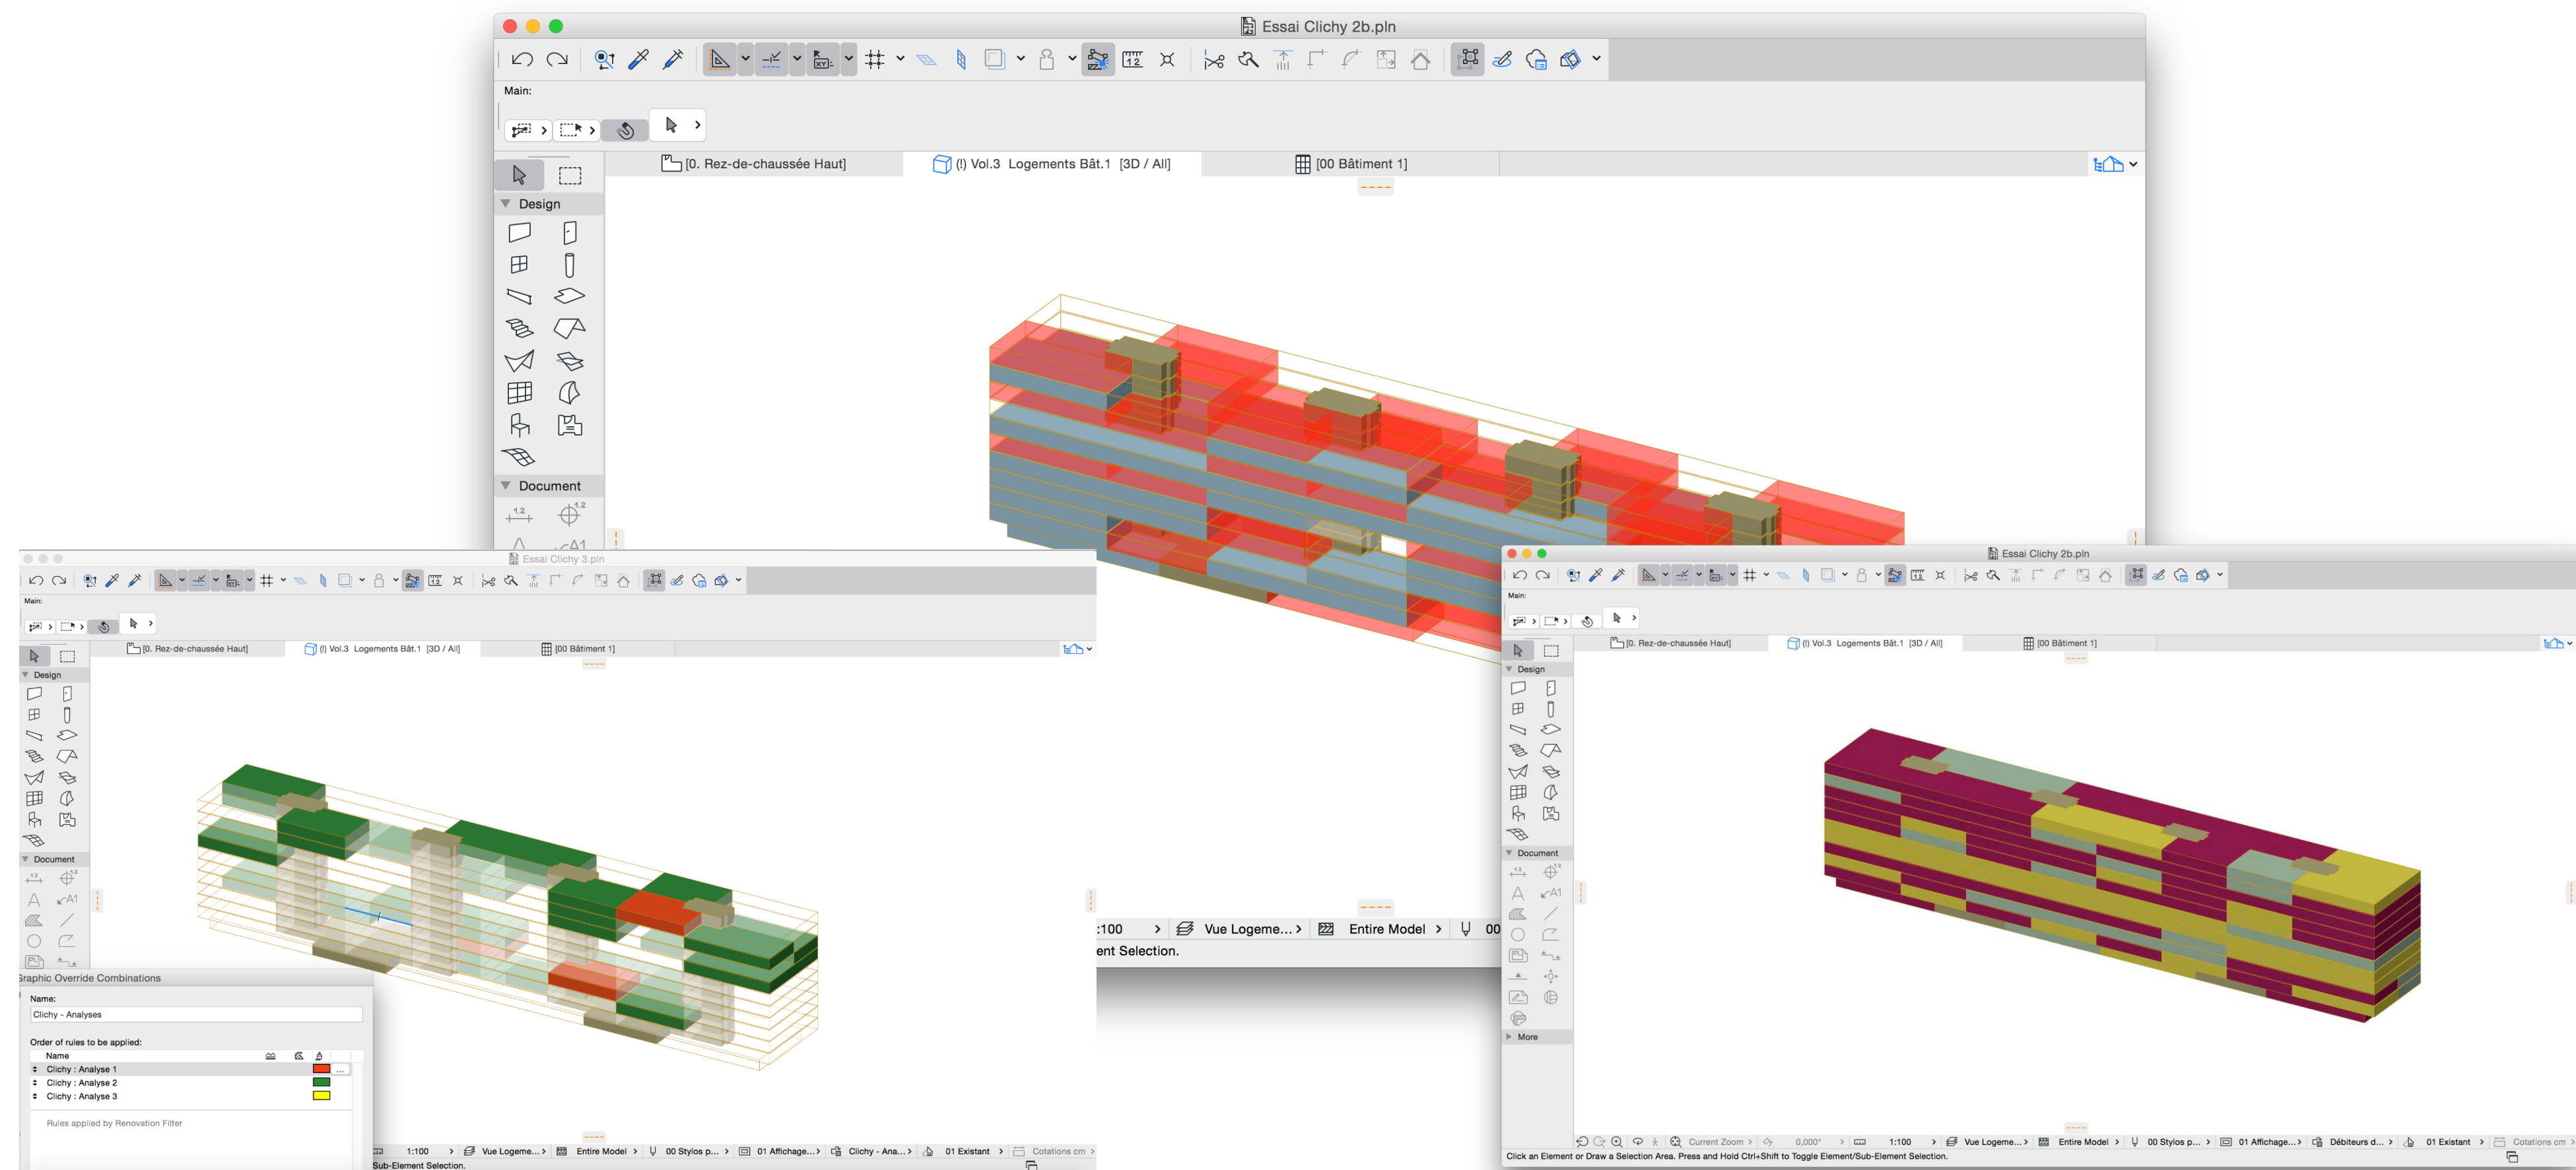 Essai Clichy 2b.pln
Main:
[0. Rez-de-chaussée Haut]
(!) Vol.3 Logements Bât.1 [3D / All]
[00 Bâtiment 1]
Design
Document
:100
Vue Logeme...
Entire Model
00
ent Selection.
Essai Clichy 3.pln
Main:
[0. Rez-de-chaussée Haut]
(!) Vol.3 Logements Bât.1 [3D / All]
[00 Bâtiment 1]
Design
Document
Graphic Override Combinations
Name:
Clichy - Analyses
Order of rules to be applied:
Name
Clichy : Analyse 1
...
Clichy : Analyse 2
Clichy : Analyse 3
Rules applied by Renovation Filter
1:100
Vue Logeme...
Entire Model
00 Stylos p...
01 Affichage...
Clichy - Ana...
01 Existant
Cotations cm
Sub-Element Selection.
Essai Clichy 2b.pln
Main:
[0. Rez-de-chaussée Haut]
(!) Vol.3 Logements Bât.1 [3D / All]
[00 Bâtiment 1]
Design
Document
More
Current Zoom
0,000°
1:100
Vue Logeme...
Entire Model
00 Stylos p...
01 Affichage...
Débiteurs d...
01 Existant
Cotations cm
Click an Element or Draw a Selection Area. Press and Hold Ctrl+Shift to Toggle Element/Sub-Element Selection.